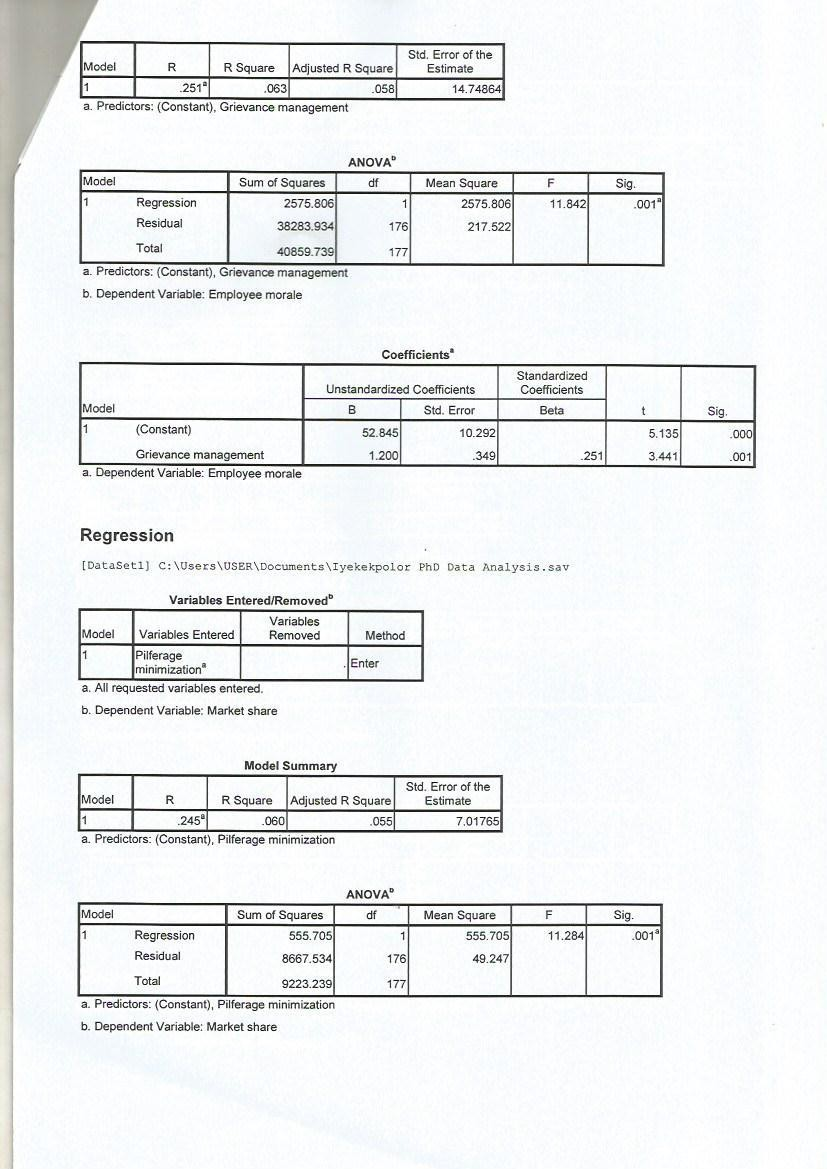 Model R R Square Adjusted R Square Std. Error of the Estimate
1 .251a .063 .058 14.74864
a. Predictors: (Constant), Grievance management
ANOVAb
Model Sum of Squares df Mean Square F Sig.
1 Regression 2575.806 1 2575.806 11.842 .001a
Residual 38283.934 176 217.522
Total 40859.739 177
a. Predictors: (Constant), Grievance management
b. Dependent Variable: Employee morale
Coefficientsa
Model Unstandardized Coefficients Standardized Coefficients t Sig.
B Std. Error Beta
1 (Constant) 52.845 10.292 5.135 .000
Grievance management 1.200 .349 .251 3.441 .001
a. Dependent Variable: Employee morale
Regression
[DataSet1] C:\Users\USER\Documents\Iyekekpolor PhD Data Analysis.sav
Variables Entered/Removedb
Model Variables Entered Variables Removed Method
1 Pilferage minimizationa . Enter
a. All requested variables entered.
b. Dependent Variable: Market share
Model Summary
Model R R Square Adjusted R Square Std. Error of the Estimate
1 .245a .060 .055 7.01765
a. Predictors: (Constant), Pilferage minimization
ANOVAb
Model Sum of Squares df Mean Square F Sig.
1 Regression 555.705 1 555.705 11.284 .001a
Residual 8667.534 176 49.247
Total 9223.239 177
a. Predictors: (Constant), Pilferage minimization
b. Dependent Variable: Market share